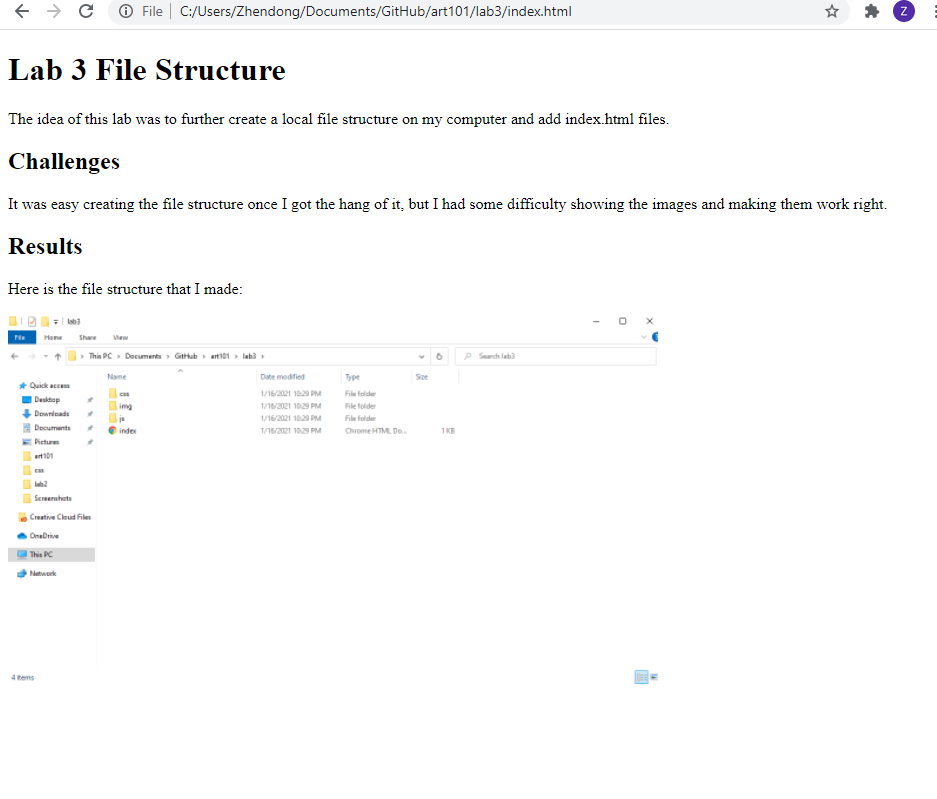 File C:/Users/Zhendong/Documents/GitHub/art101/lab3/index.html
Z
Lab 3 File Structure
The idea of this lab was to further create a local file structure on my computer and add index.html files.
Challenges
It was easy creating the file structure once I got the hang of it, but I had some difficulty showing the images and making them work right.
Results
Here is the file structure that I made:
lab3
File Home Share View
This PC Documents GitHub art101 lab3 Search lab3
Name Date modified Type Size
Quick access
Desktop
Downloads
Documents
Pictures
art101
css
lab2
Screenshots
Creative Cloud Files
OneDrive
This PC
Network
css 1/16/2021 10:29 PM File folder
img 1/16/2021 10:29 PM File folder
js 1/16/2021 10:29 PM File folder
index 1/16/2021 10:29 PM Chrome HTML Do... 1 KB
4 items